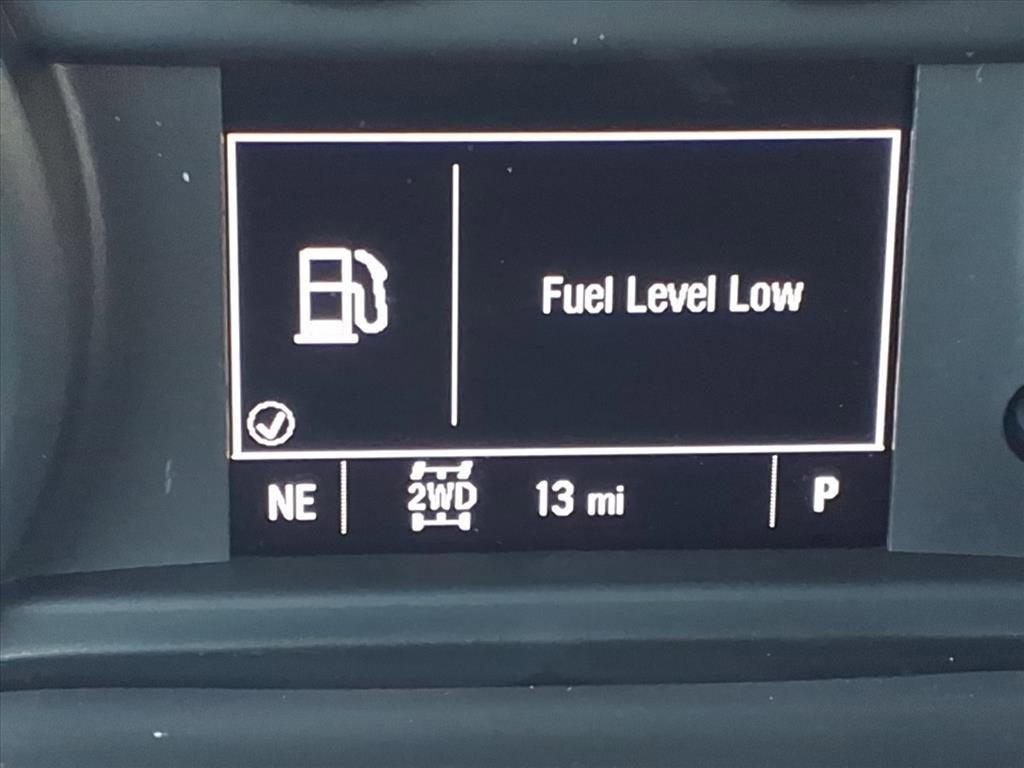 Fuel Level Low
NE 2WD 13 mi P